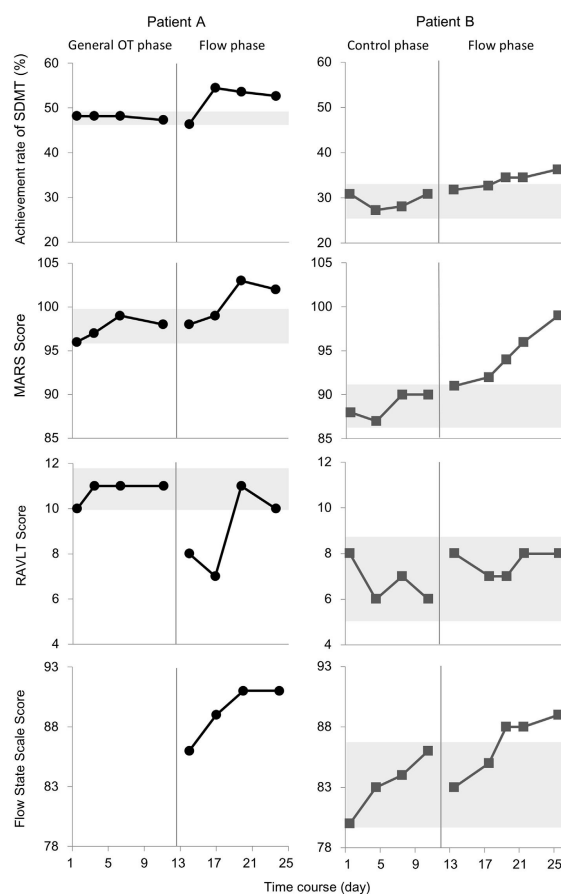 Patient A
Patient B
General OT phase
Flow phase
Control phase
Flow phase
Achievement rate of SDMT (%)
60
50
40
30
20
60
50
40
30
20
MARS Score
105
100
95
90
85
105
100
95
90
85
RAVLT Score
12
10
8
6
4
12
10
8
6
4
Flow State Scale Score
93
88
83
78
93
88
83
78
1 5 9 13 17 21 25
1 5 9 13 17 21 25
Time course (day)